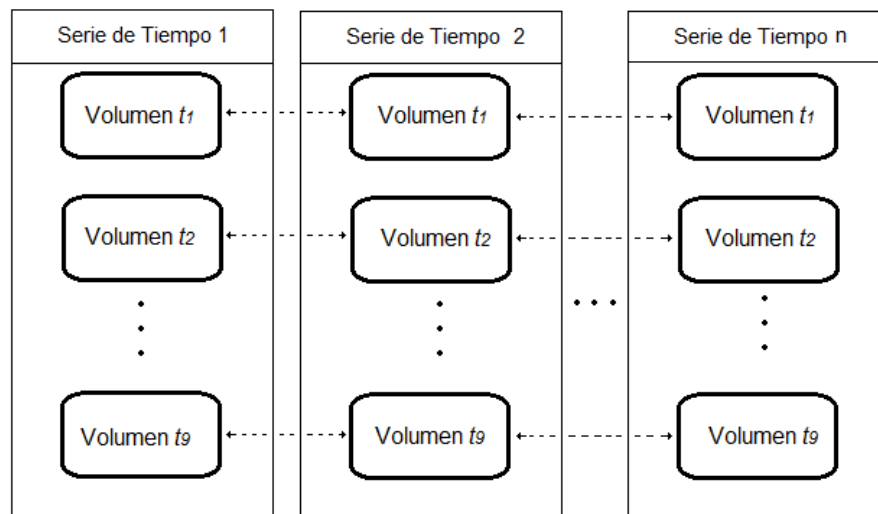 Serie de Tiempo 1
Serie de Tiempo 2
Serie de Tiempo n
Volumen t1
Volumen t1
Volumen t1
Volumen t2
Volumen t2
Volumen t2
Volumen t9
Volumen t9
Volumen t9